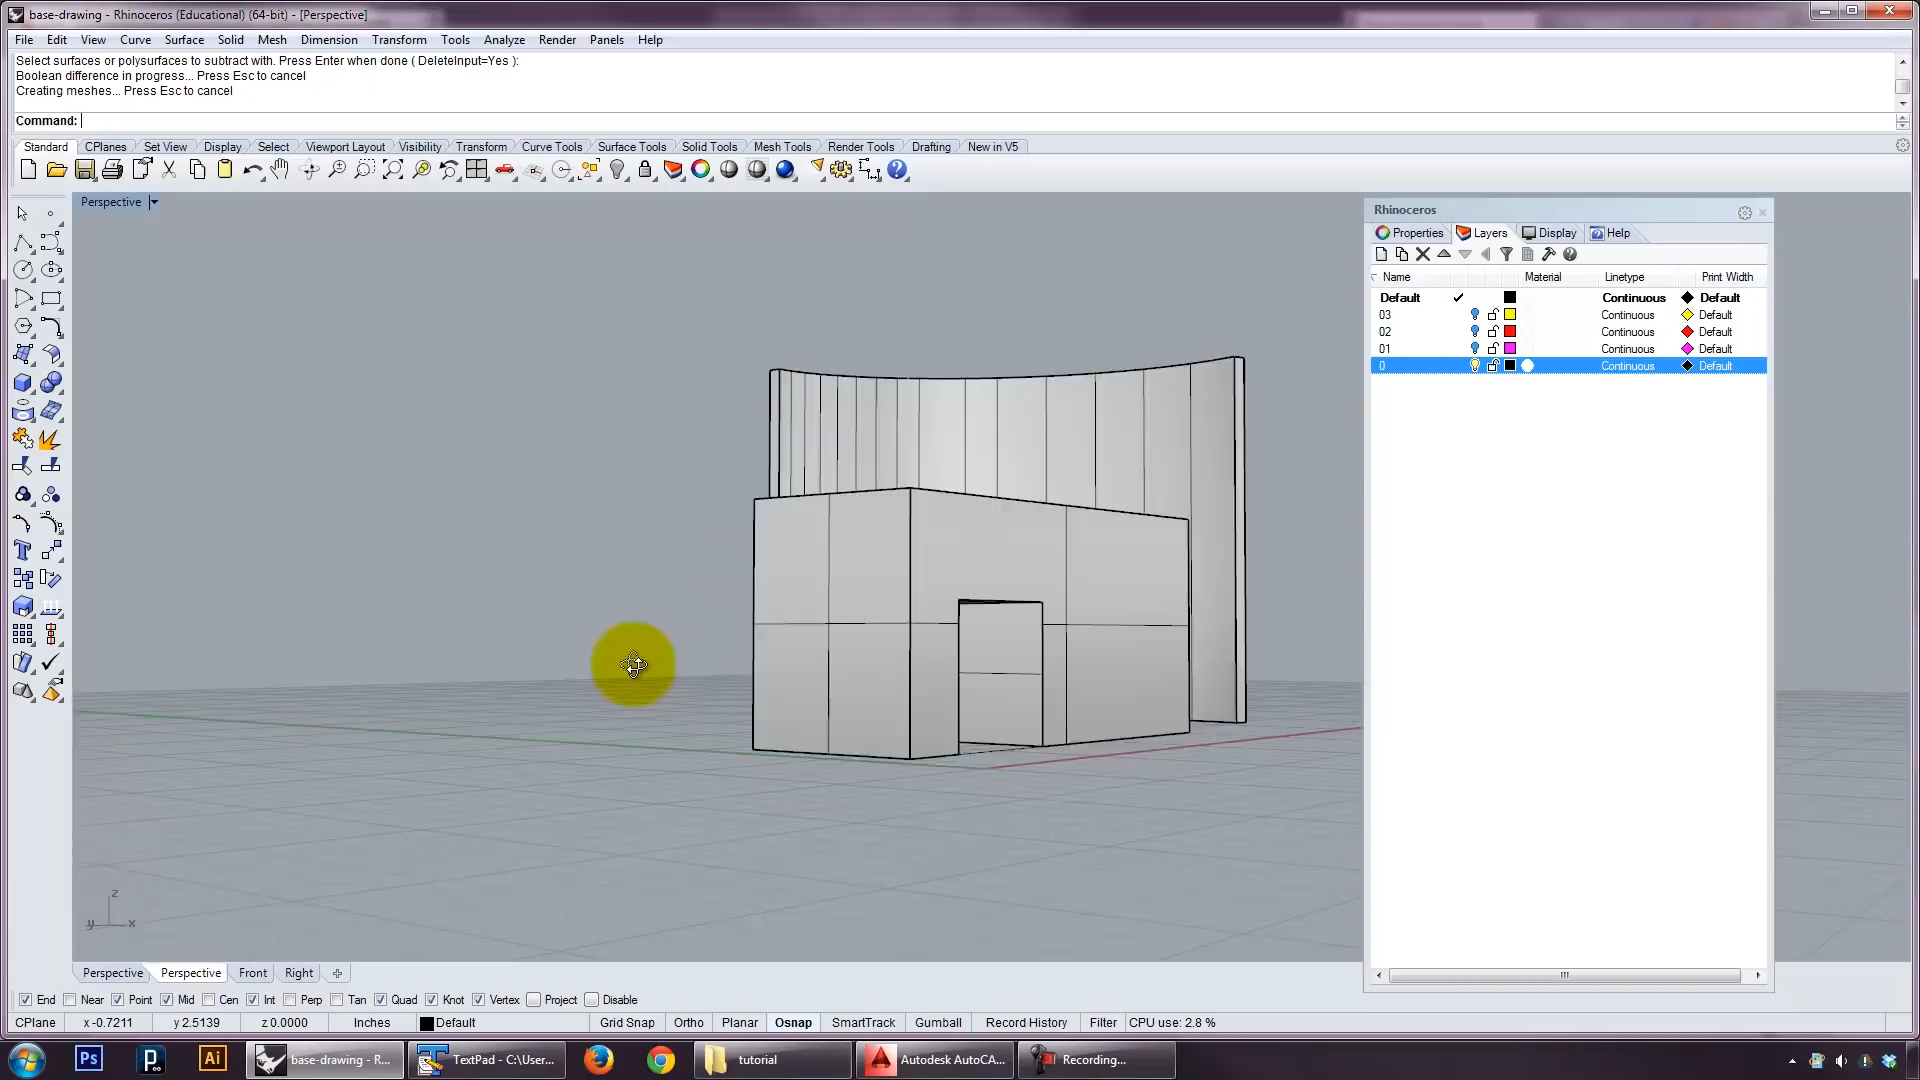 base-drawing - Rhinoceros (Educational) (64-bit) - [Perspective]
File Edit View Curve Surface Solid Mesh Dimension Transform Tools Analyze Render Panels Help
Select surfaces or polysurfaces to subtract with. Press Enter when done ( DeleteInput=Yes ):
Boolean difference in progress... Press Esc to cancel
Creating meshes... Press Esc to cancel
Command:
Standard CPlanes Set View Display Select Viewport Layout Visibility Transform Curve Tools Surface Tools Solid Tools Mesh Tools Render Tools Drafting New in V5
Perspective
Rhinoceros
Properties Layers Display Help
Name Material Linetype Print Width
Default Continuous Default
03 Continuous Default
02 Continuous Default
01 Continuous Default
0 Continuous Default
z
y x
Perspective Perspective Front Right
End Near Point Mid Cen Int Perp Tan Quad Knot Vertex Project Disable
CPlane x -0.7211 y 2.5139 z 0.0000 Inches Default Grid Snap Ortho Planar Osnap SmartTrack Gumball Record History Filter CPU use: 2.8 %
Ps p Ai base-drawing - R... TextPad - C:\User... tutorial Autodesk AutoCA... Recording...